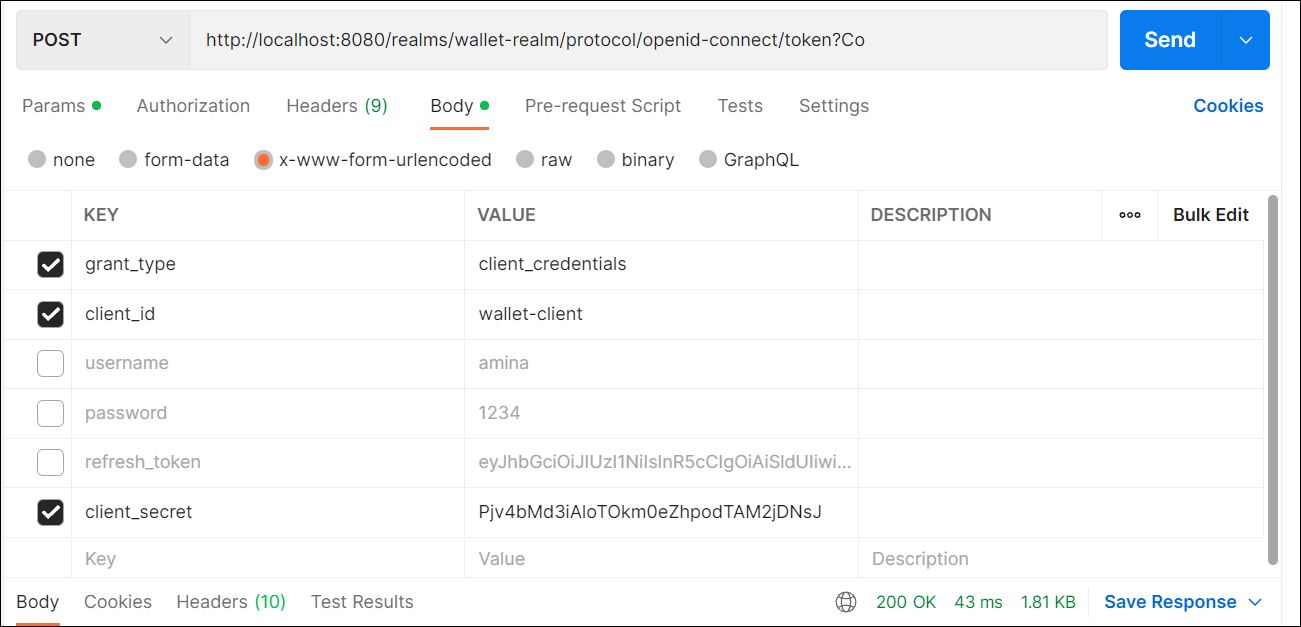 POST http://localhost:8080/realms/wallet-realm/protocol/openid-connect/token?Co Send
Params Authorization Headers (9) Body Pre-request Script Tests Settings Cookies
none form-data x-www-form-urlencoded raw binary GraphQL
KEY VALUE DESCRIPTION ooo Bulk Edit
grant_type client_credentials
client_id wallet-client
username amina
password 1234
refresh_token eyJhbGciOiJIUzI1NiIsInR5cCIgOiAiSldUIiwi...
client_secret Pjv4bMd3iAloTOkm0eZhpodTAM2jDNsJ
Key Value Description
Body Cookies Headers (10) Test Results 200 OK 43 ms 1.81 KB Save Response